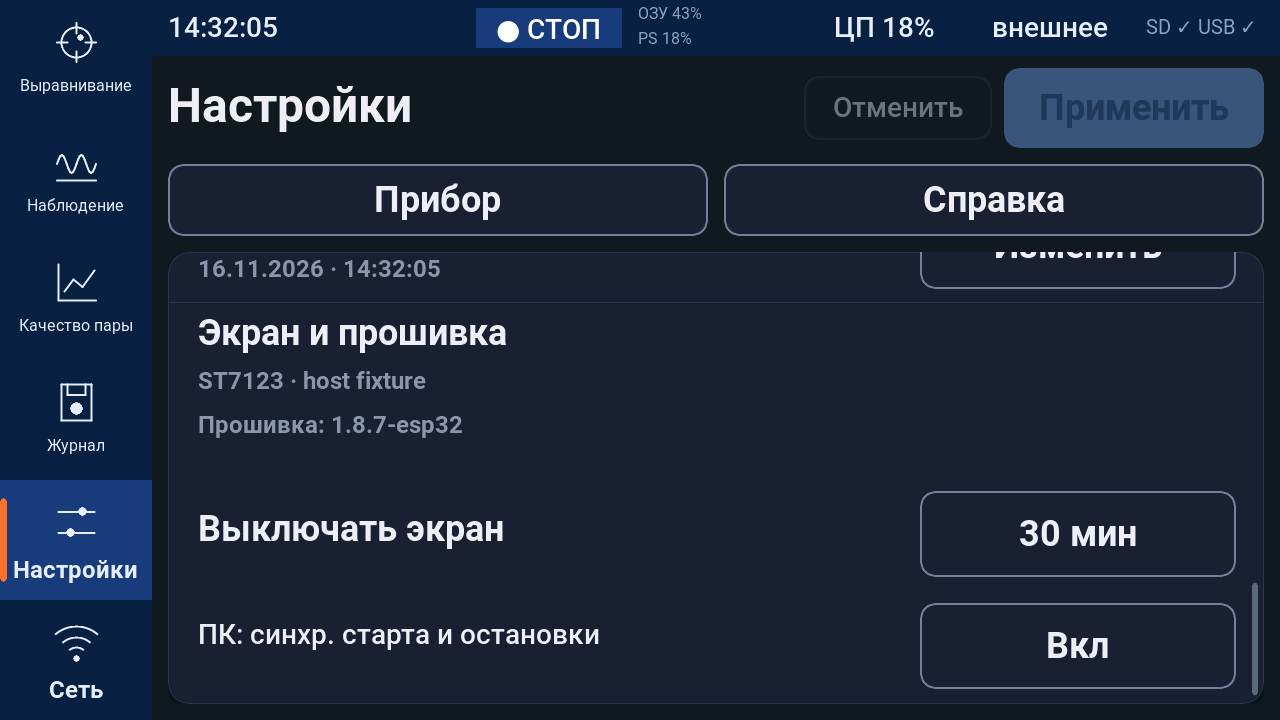 14:32:05
СТОП
ОЗУ 43%
PS 18%
ЦП 18%
внешнее
SD ✓ USB ✓
Выравнивание
Наблюдение
Качество пары
Журнал
Настройки
Сеть
Настройки
Отменить
Применить
Прибор
Справка
16.11.2026 · 14:32:05
Изменить
Экран и прошивка
ST7123 · host fixture
Прошивка: 1.8.7-esp32
Выключать экран
30 мин
ПК: синхр. старта и остановки
Вкл